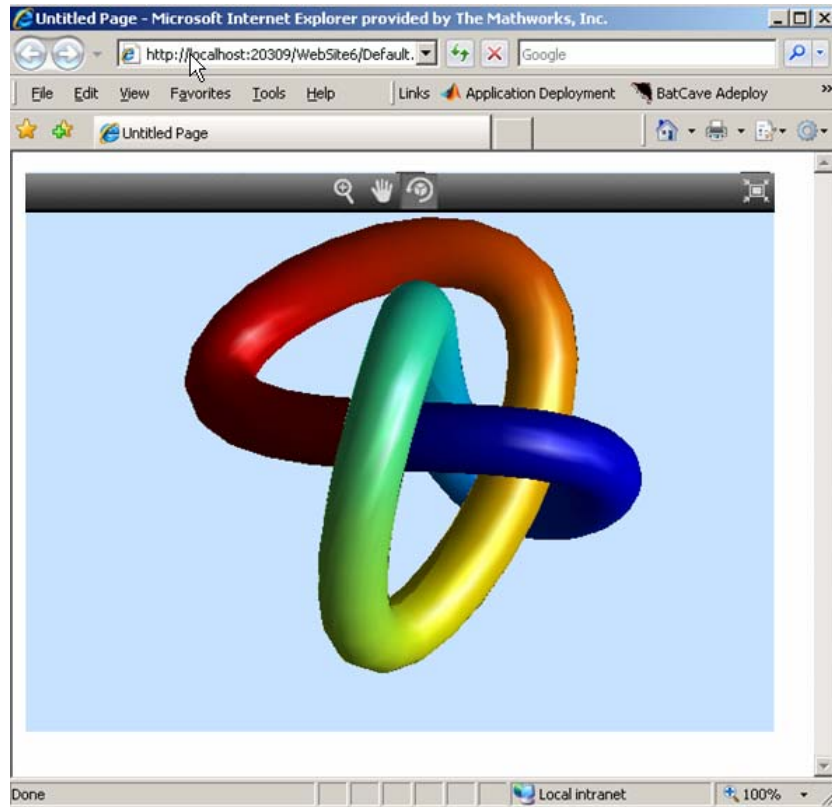 Untitled Page - Microsoft Internet Explorer provided by The Mathworks, Inc.
http://localhost:20309/WebSite6/Default.
Google
File Edit View Favorites Tools Help Links Application Deployment BatCave Adeploy »
Untitled Page
Done Local intranet 100%